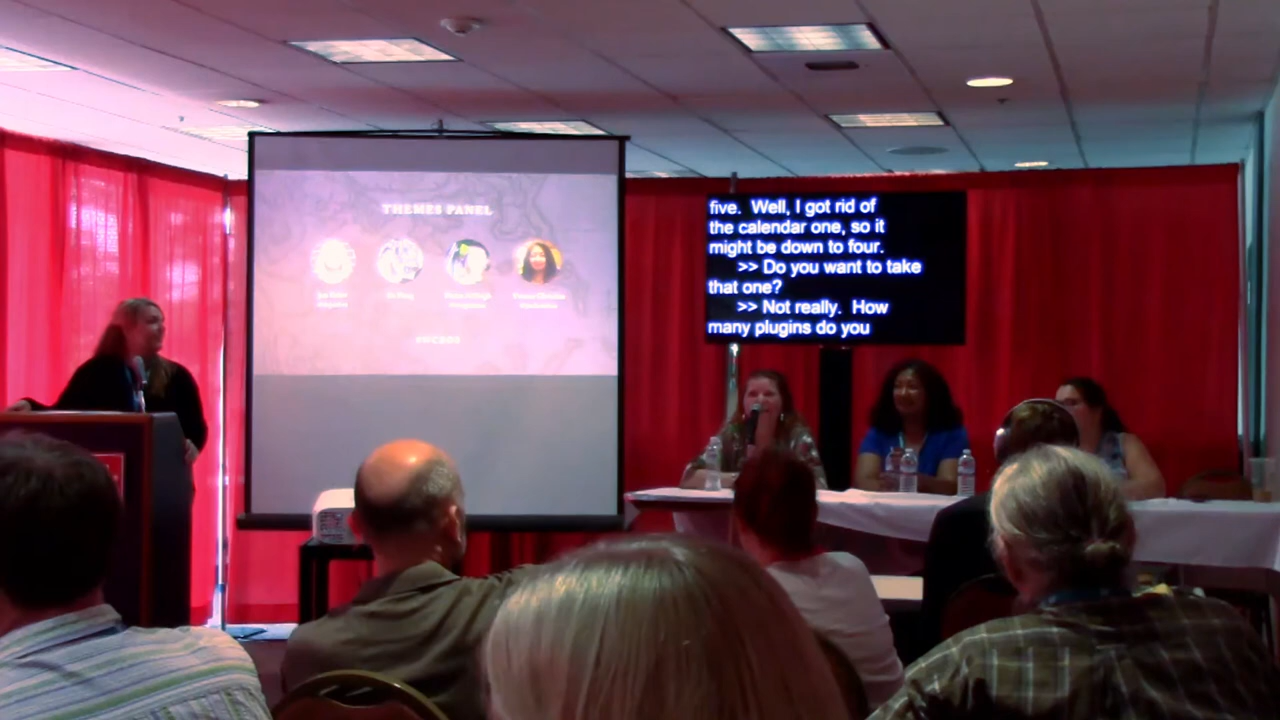 THEMES PANEL
five.  Well, I got rid of
the calendar one, so it
might be down to four.
>> Do you want to take
that one?
>> Not really.  How
many plugins do you